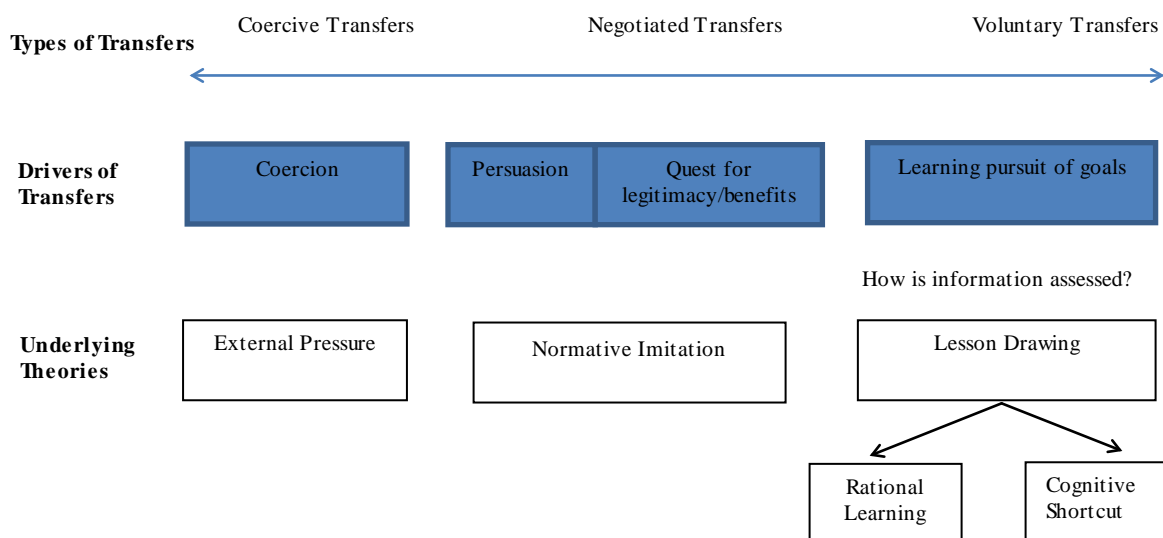 Types of Transfers
Coercive Transfers
Negotiated Transfers
Voluntary Transfers
Drivers of
Transfers
Coercion
Persuasion
Quest for
legitimacy/benefits
Learning pursuit of goals
How is information assessed?
Underlying
Theories
External Pressure
Normative Imitation
Lesson Drawing
Rational
Learning
Cognitive
Shortcut